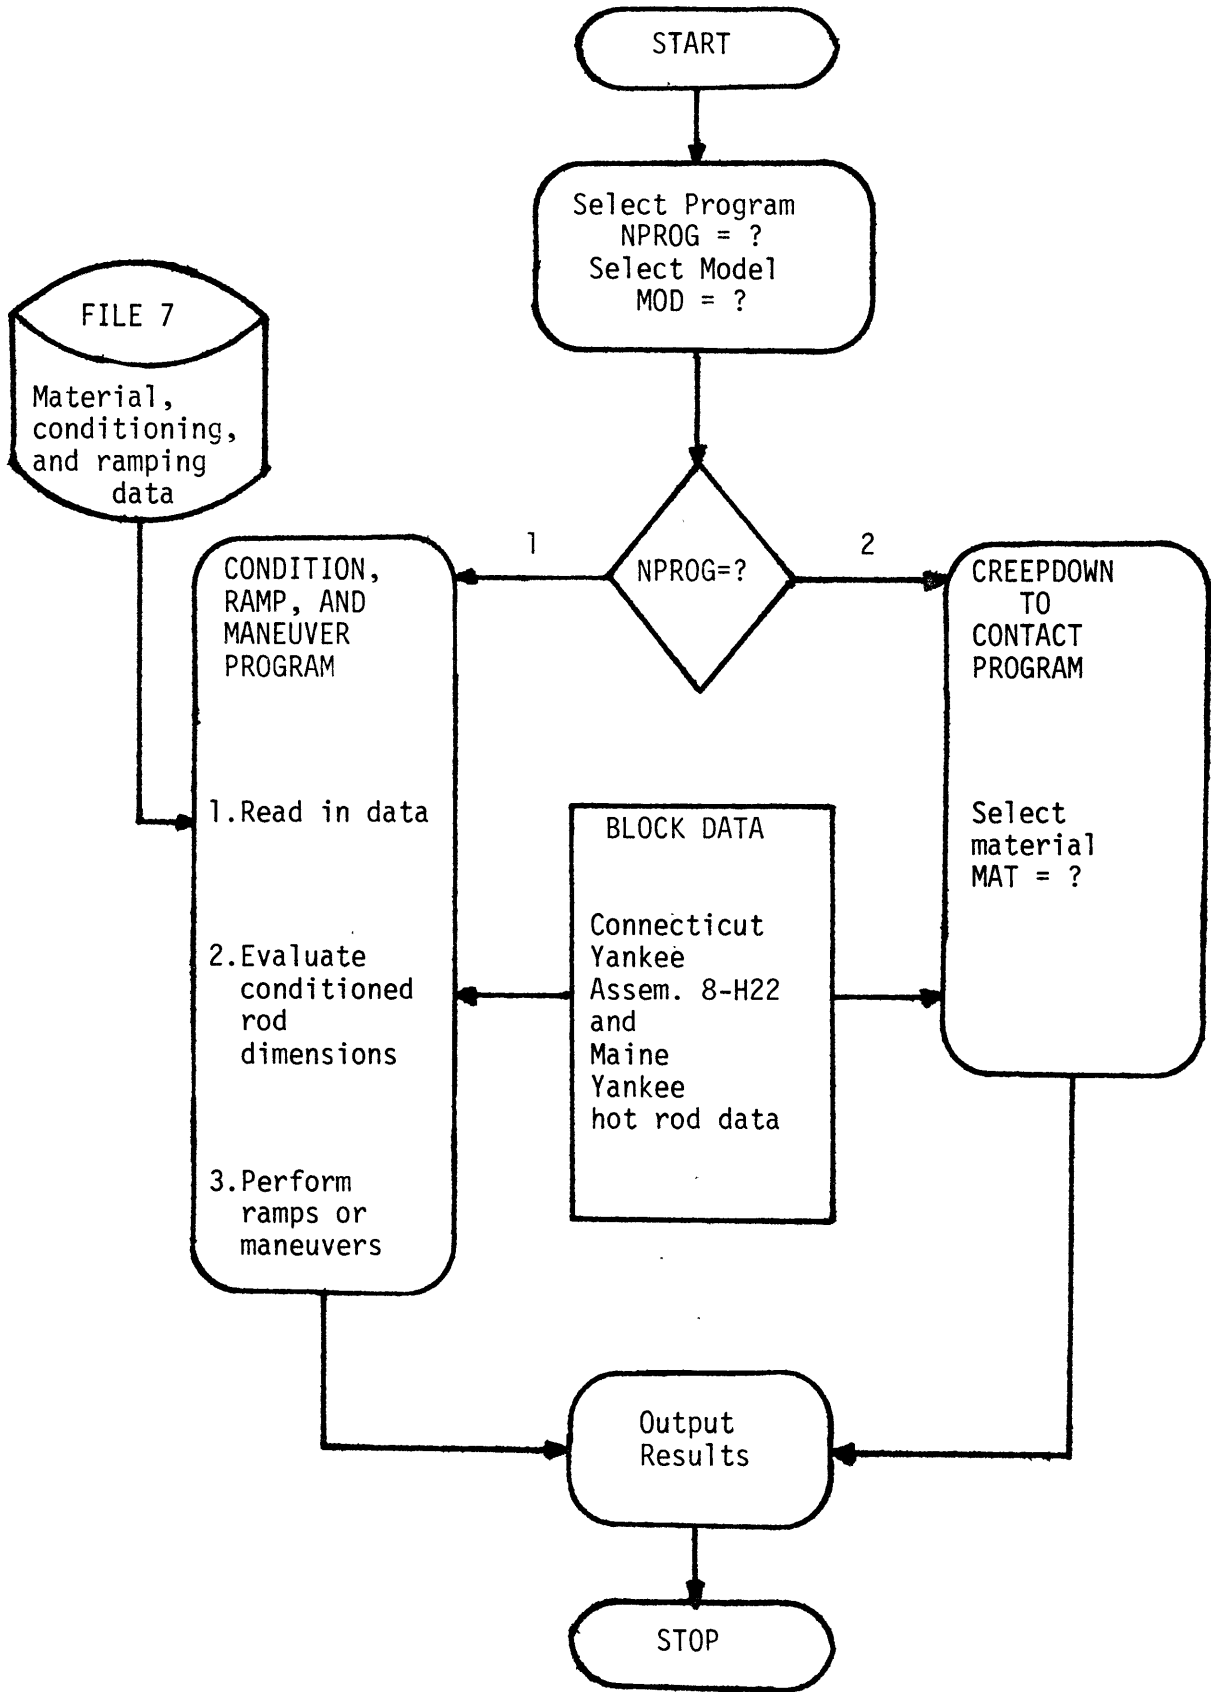 START
Select Program
NPROG = ?
Select Model
MOD = ?
FILE 7
Material,
conditioning,
and ramping
data
1
NPROG=?
2
CONDITION,
RAMP, AND
MANEUVER
PROGRAM
1.Read in data
2.Evaluate
conditioned
rod
dimensions
3.Perform
ramps or
maneuvers
BLOCK DATA
Connecticut
Yankee
Assem. 8-H22
and
Maine
Yankee
hot rod data
CREEPDOWN
TO
CONTACT
PROGRAM
Select
material
MAT = ?
Output
Results
STOP